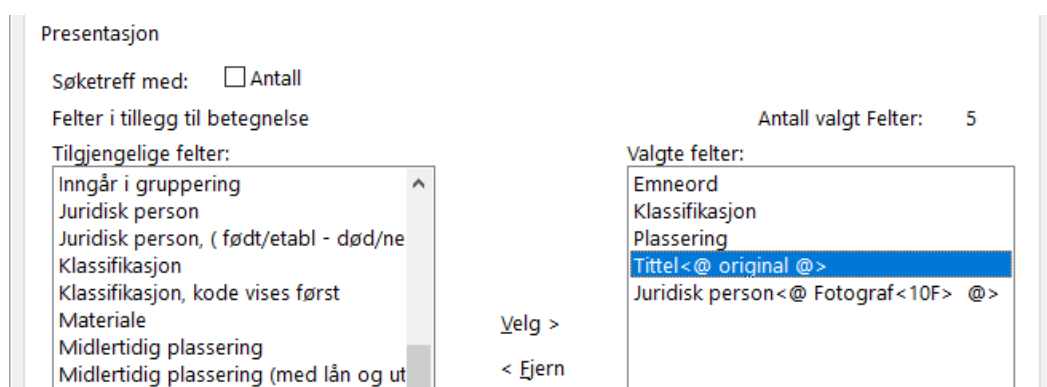 Presentasjon
Søketreff med: Antall
Felter i tillegg til betegnelse
Antall valgt Felter: 5
Tilgjengelige felter:
Inngår i gruppering
Juridisk person
Juridisk person, ( født/etabl - død/ne
Klassifikasjon
Klassifikasjon, kode vises først
Materiale
Midlertidig plassering
Midlertidig plassering (med lån og ut
Velg >
< Fjern
Valgte felter:
Emneord
Klassifikasjon
Plassering
Tittel<@ original @>
Juridisk person<@ Fotograf<10F> @>